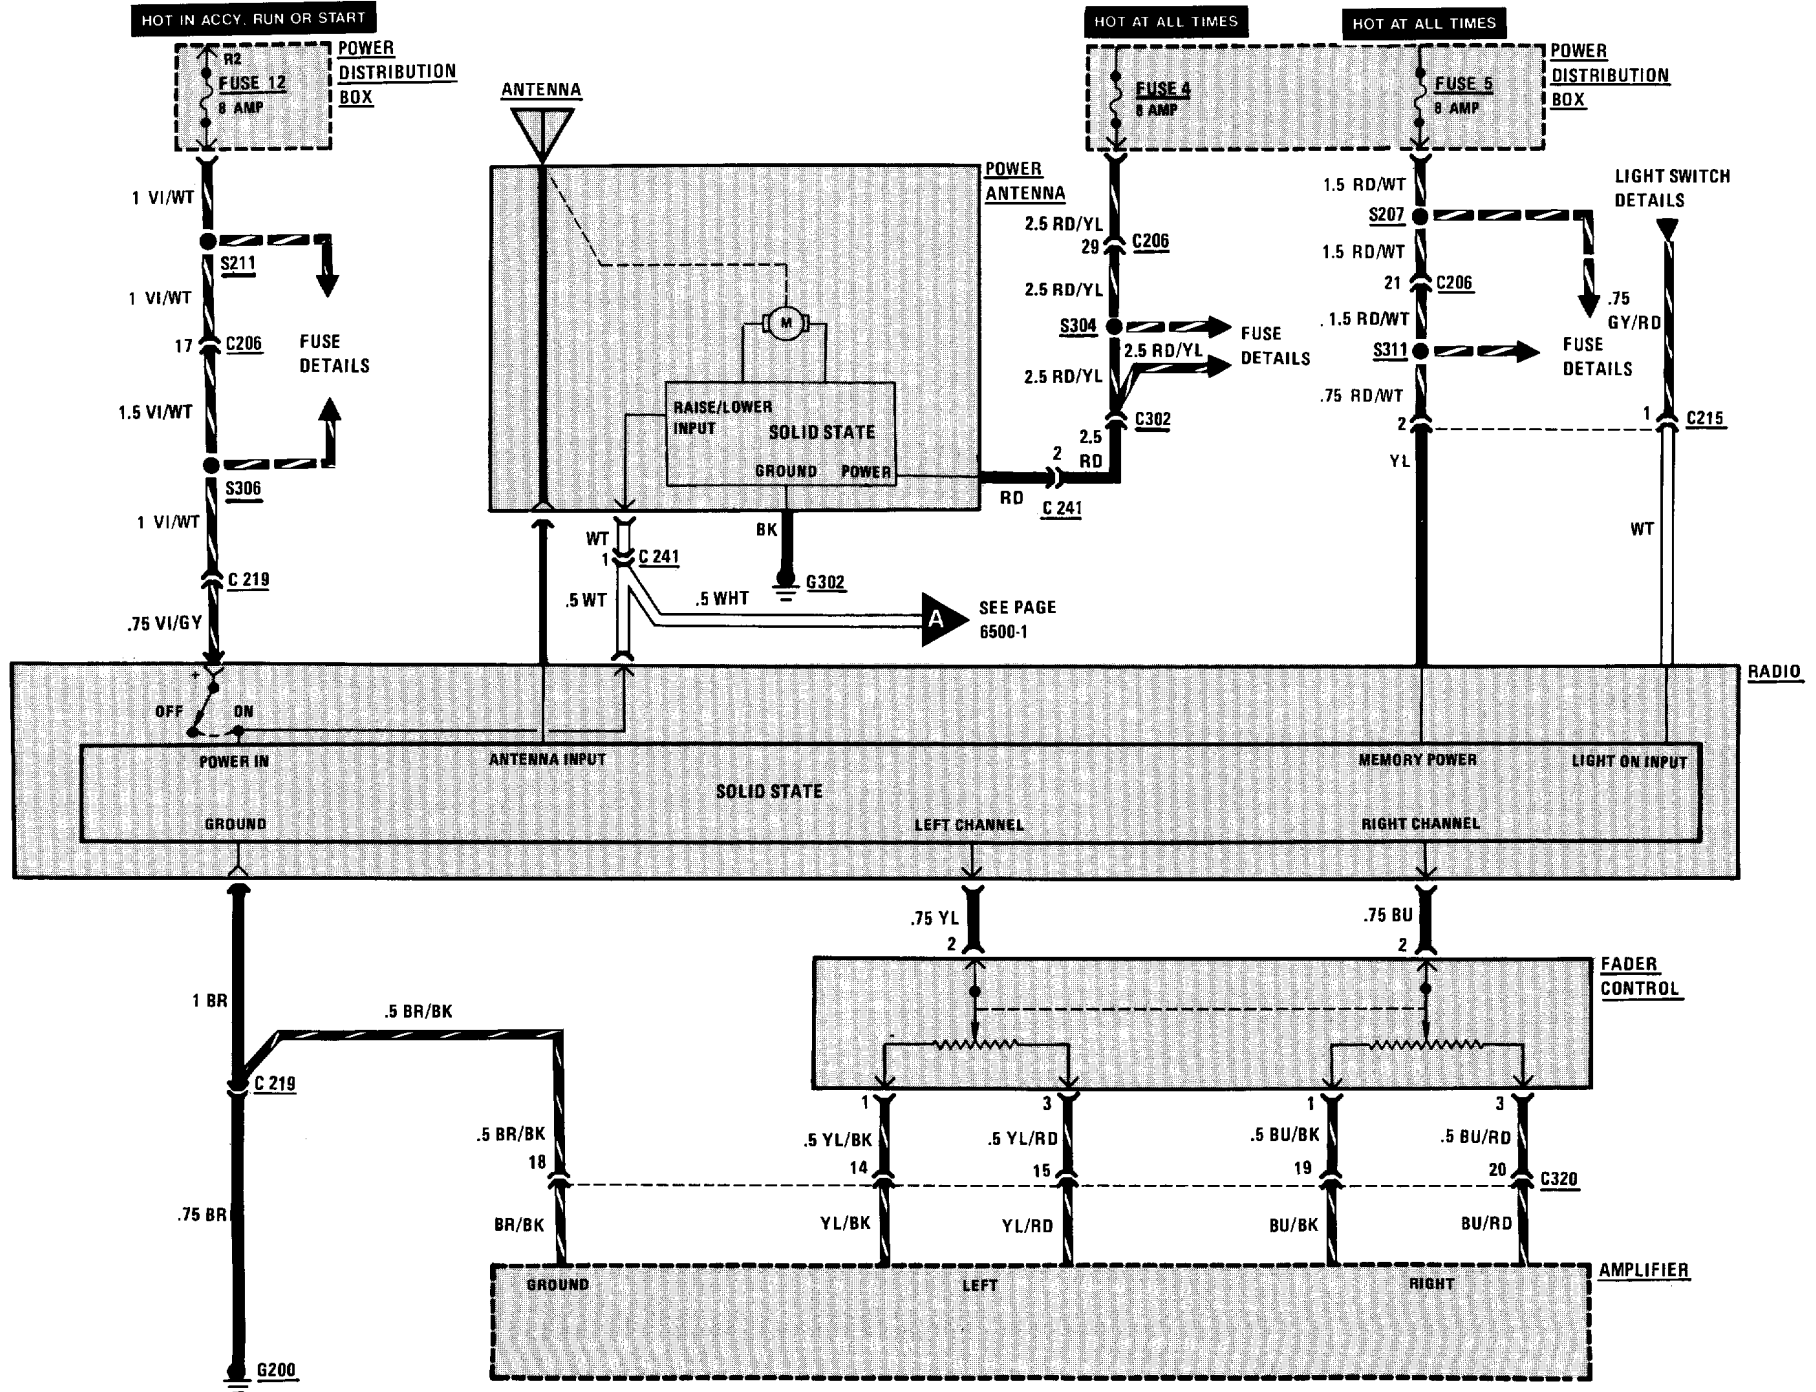 HOT IN ACCY, RUN OR START
HOT AT ALL TIMES
HOT AT ALL TIMES
R2
FUSE 12
8 AMP
POWER
DISTRIBUTION
BOX
ANTENNA
FUSE 4
8 AMP
FUSE 5
8 AMP
POWER
DISTRIBUTION
BOX
POWER
ANTENNA
LIGHT SWITCH
DETAILS
1 VI/WT
S211
1 VI/WT
17
C206
FUSE
DETAILS
1.5 VI/WT
S306
1 VI/WT
C 219
.75 VI/GY
M
RAISE/LOWER
INPUT
SOLID STATE
GROUND
POWER
2.5 RD/YL
29
C206
2.5 RD/YL
S304
FUSE
DETAILS
2.5 RD/YL
2.5 RD/YL
C302
2.5
RD
2
RD
C 241
1.5 RD/WT
S207
1.5 RD/WT
21
C206
.1.5 RD/WT
S311
FUSE
DETAILS
.75 RD/WT
2
YL
.75
GY/RD
1
C215
WT
WT
1
C 241
BK
G302
.5 WT
.5 WHT
A
SEE PAGE
6500-1
RADIO
+
OFF
ON
POWER IN
ANTENNA INPUT
MEMORY POWER
LIGHT ON INPUT
SOLID STATE
GROUND
LEFT CHANNEL
RIGHT CHANNEL
.75 YL
2
.75 BU
2
FADER
CONTROL
1 BR
.5 BR/BK
C 219
1
3
1
3
.5 BR/BK
.5 YL/BK
.5 YL/RD
.5 BU/BK
.5 BU/RD
18
14
15
19
20
C320
.75 BR
BR/BK
YL/BK
YL/RD
BU/BK
BU/RD
GROUND
LEFT
RIGHT
AMPLIFIER
G200